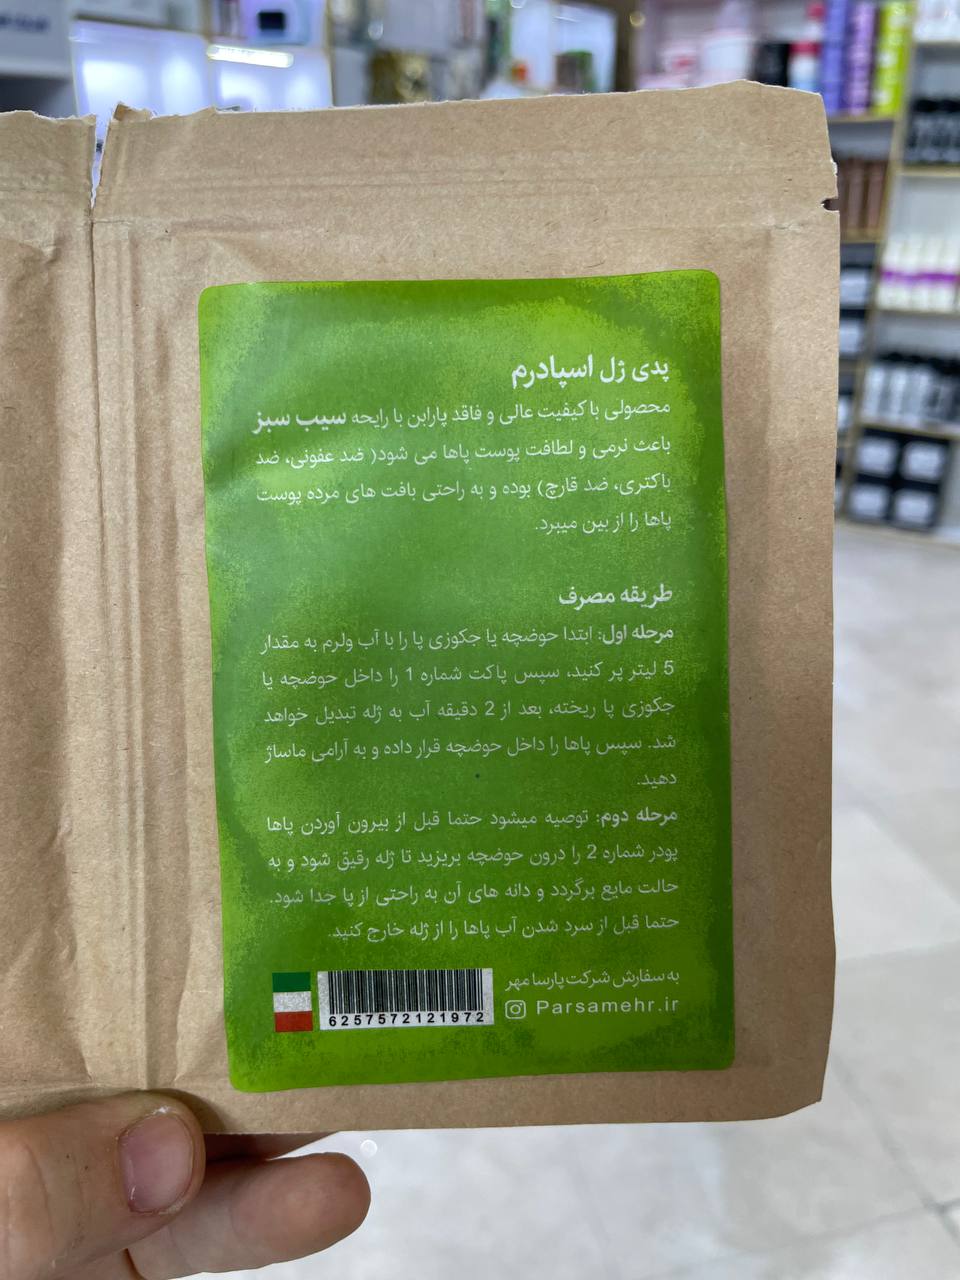 پدی ژل اسپادرم
محصولی با کیفیت عالی و فاقد پارابن با رایحه سیب سبز
باعث نرمی و لطافت پوست پاها می شود( ضد عفونی، ضد
باکتری، ضد قارچ) بوده و به راحتی بافت های مرده پوست
پاها را از بین میبرد.
طریقه مصرف
مرحله اول: ابتدا حوضچه یا جکوزی پا را با آب ولرم به مقدار
5 لیتر پر کنید، سپس پاکت شماره 1 را داخل حوضچه یا
جکوزی پا ریخته، بعد از 2 دقیقه آب به ژله تبدیل خواهد
شد. سپس پاها را داخل حوضچه قرار داده و به آرامی ماساژ
دهید.
مرحله دوم: توصیه میشود حتما قبل از بیرون آوردن پاها
پودر شماره 2 را درون حوضچه بریزید تا ژله رقیق شود و به
حالت مایع برگردد و دانه های آن به راحتی از پا جدا شود.
حتما قبل از سرد شدن آب پاها را از ژله خارج کنید.
به سفارش شرکت پارسا مهر
Parsamehr.ir
6257572121972